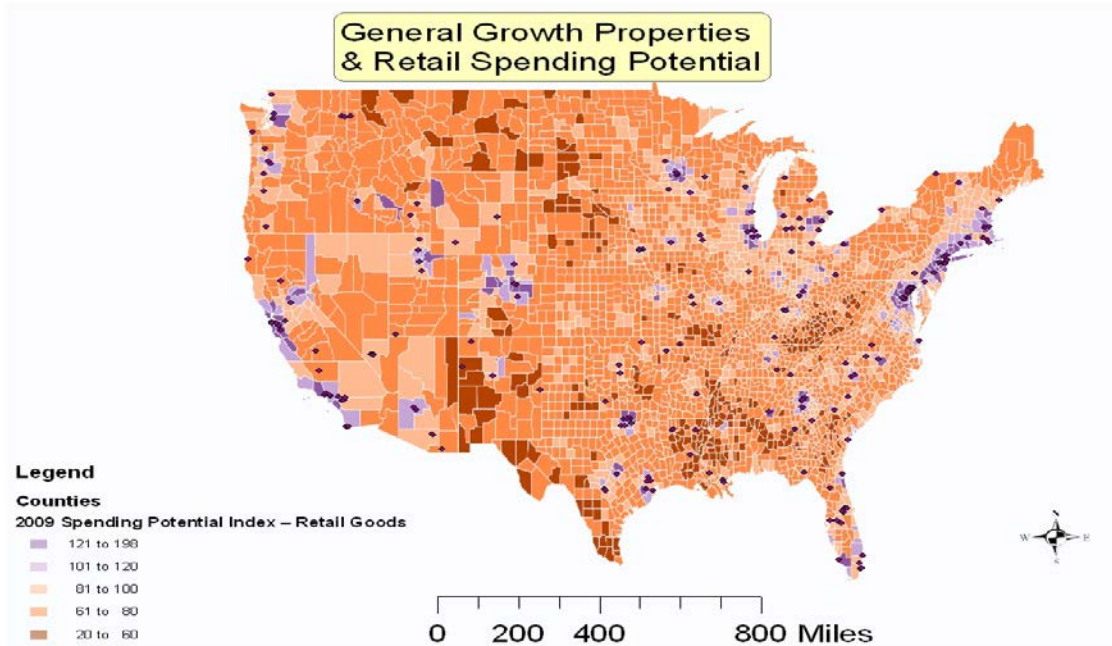 General Growth Properties
& Retail Spending Potential
Legend
Counties
2009 Spending Potential Index – Retail Goods
121 to 198
101 to 120
81 to 100
61 to 80
20 to 60
N
W E
S
0 200 400 800 Miles